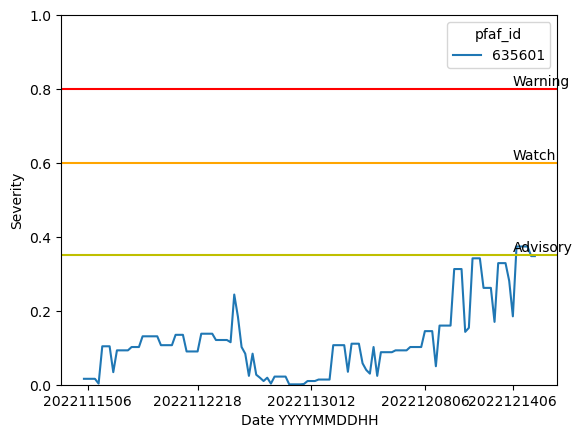 1.0
pfaf_id
635601
0.8
Warning
0.6
Watch
0.4
Advisory
0.2
0.0
Severity
2022111506 2022112218 2022113012 2022120806 2022121406
Date YYYYMMDDHH